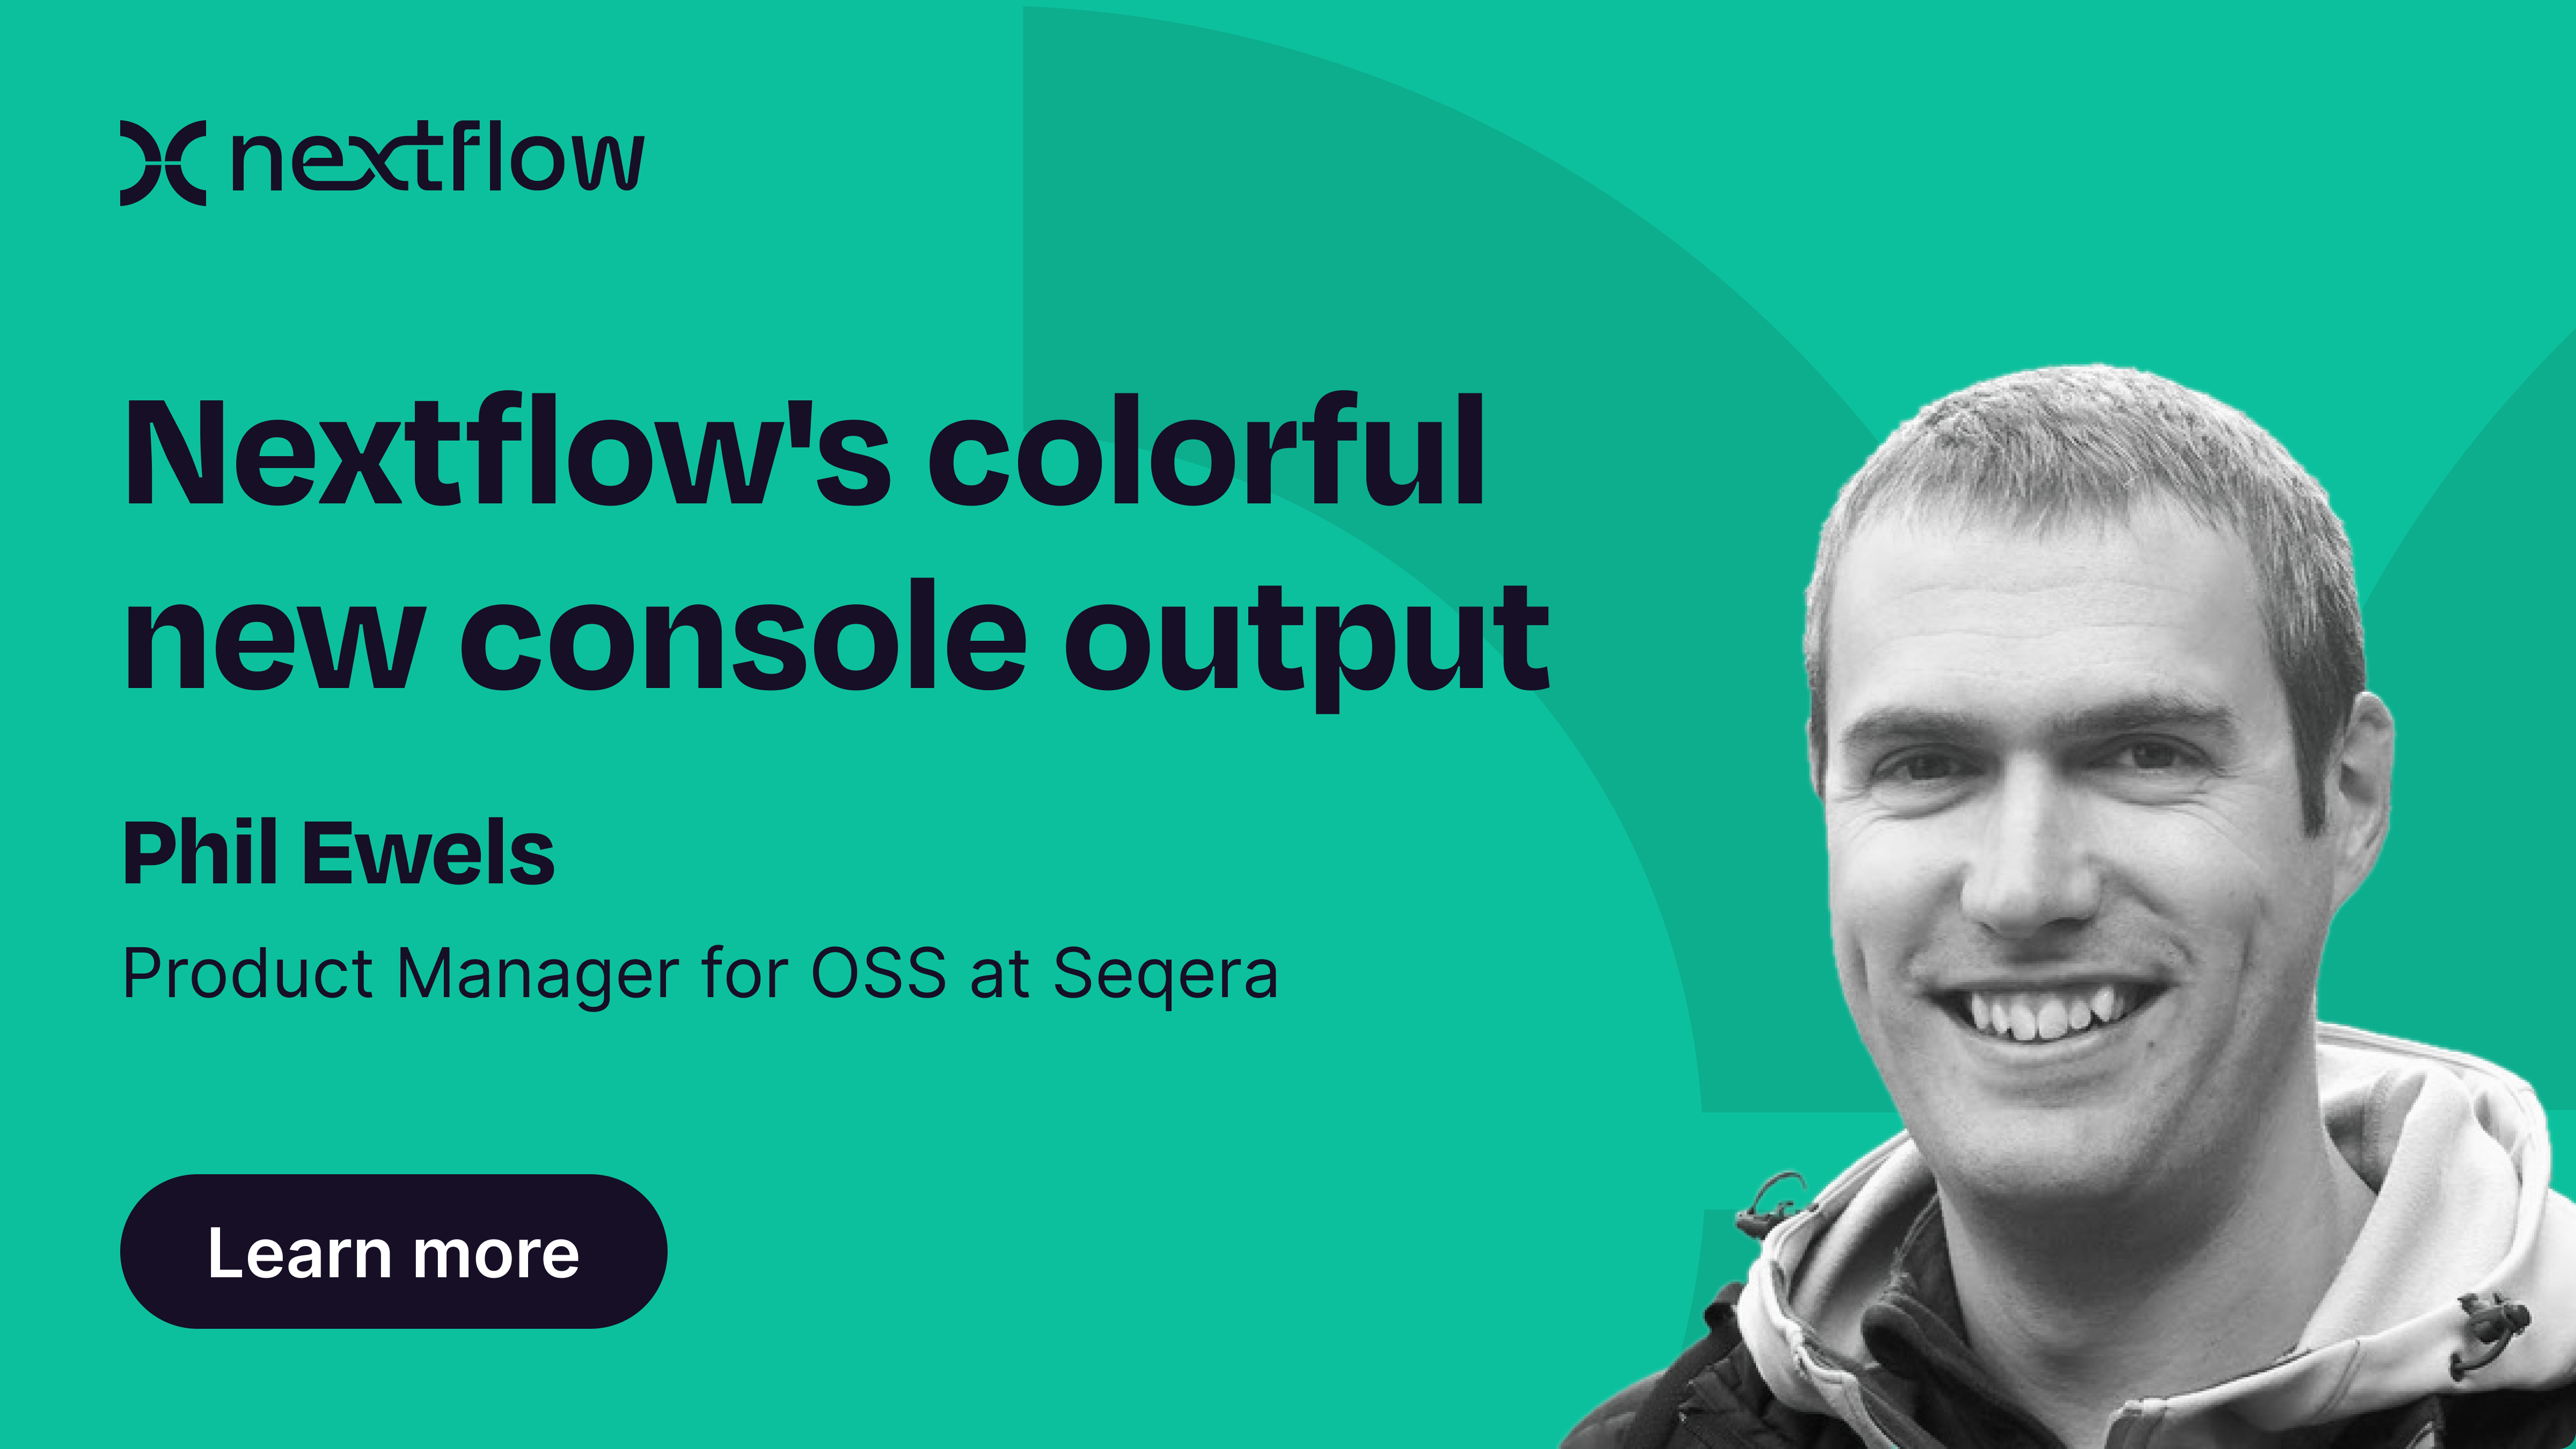 nextflow
Nextflow's colorful
new console output
Phil Ewels
Product Manager for OSS at Seqera
Learn more